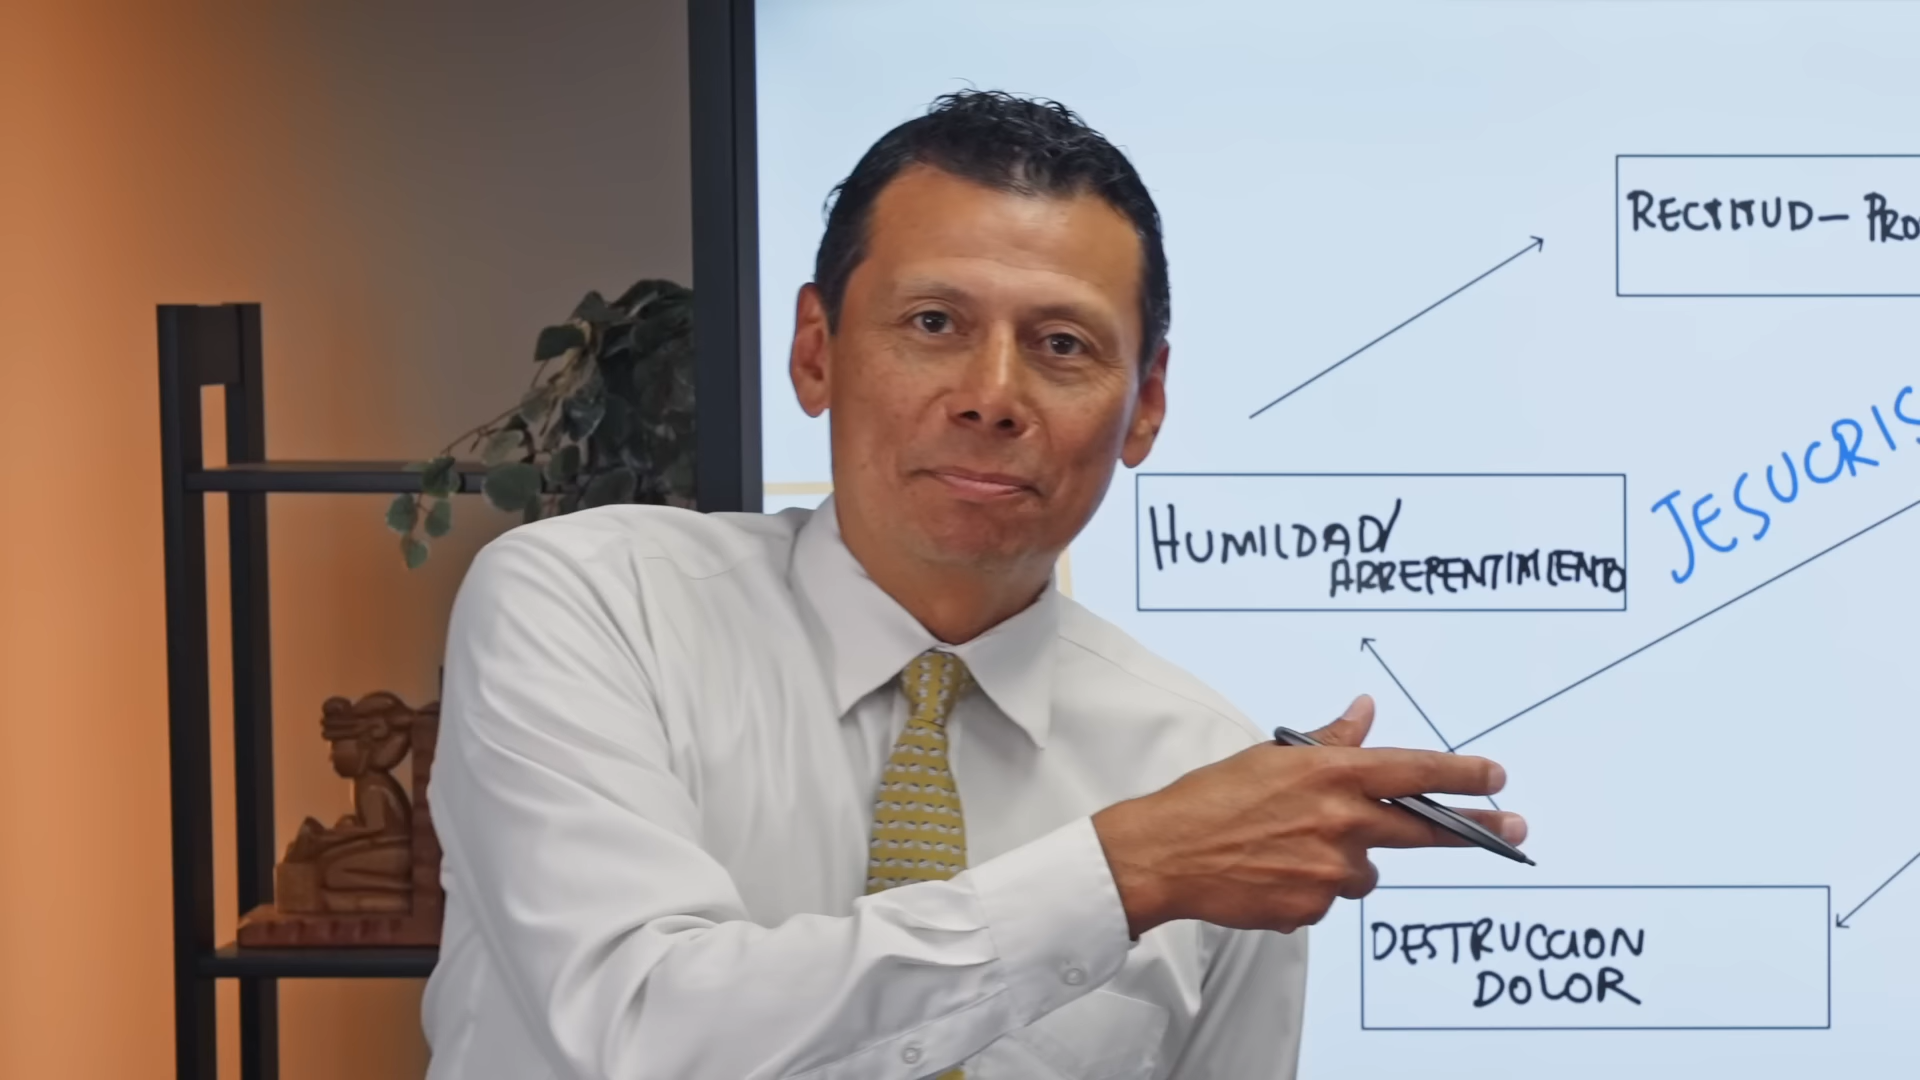 RECTITUD - PRO
JESUCRIS
HUMILDAD/
ARREPENTIMIENTO
DESTRUCCION
DOLOR